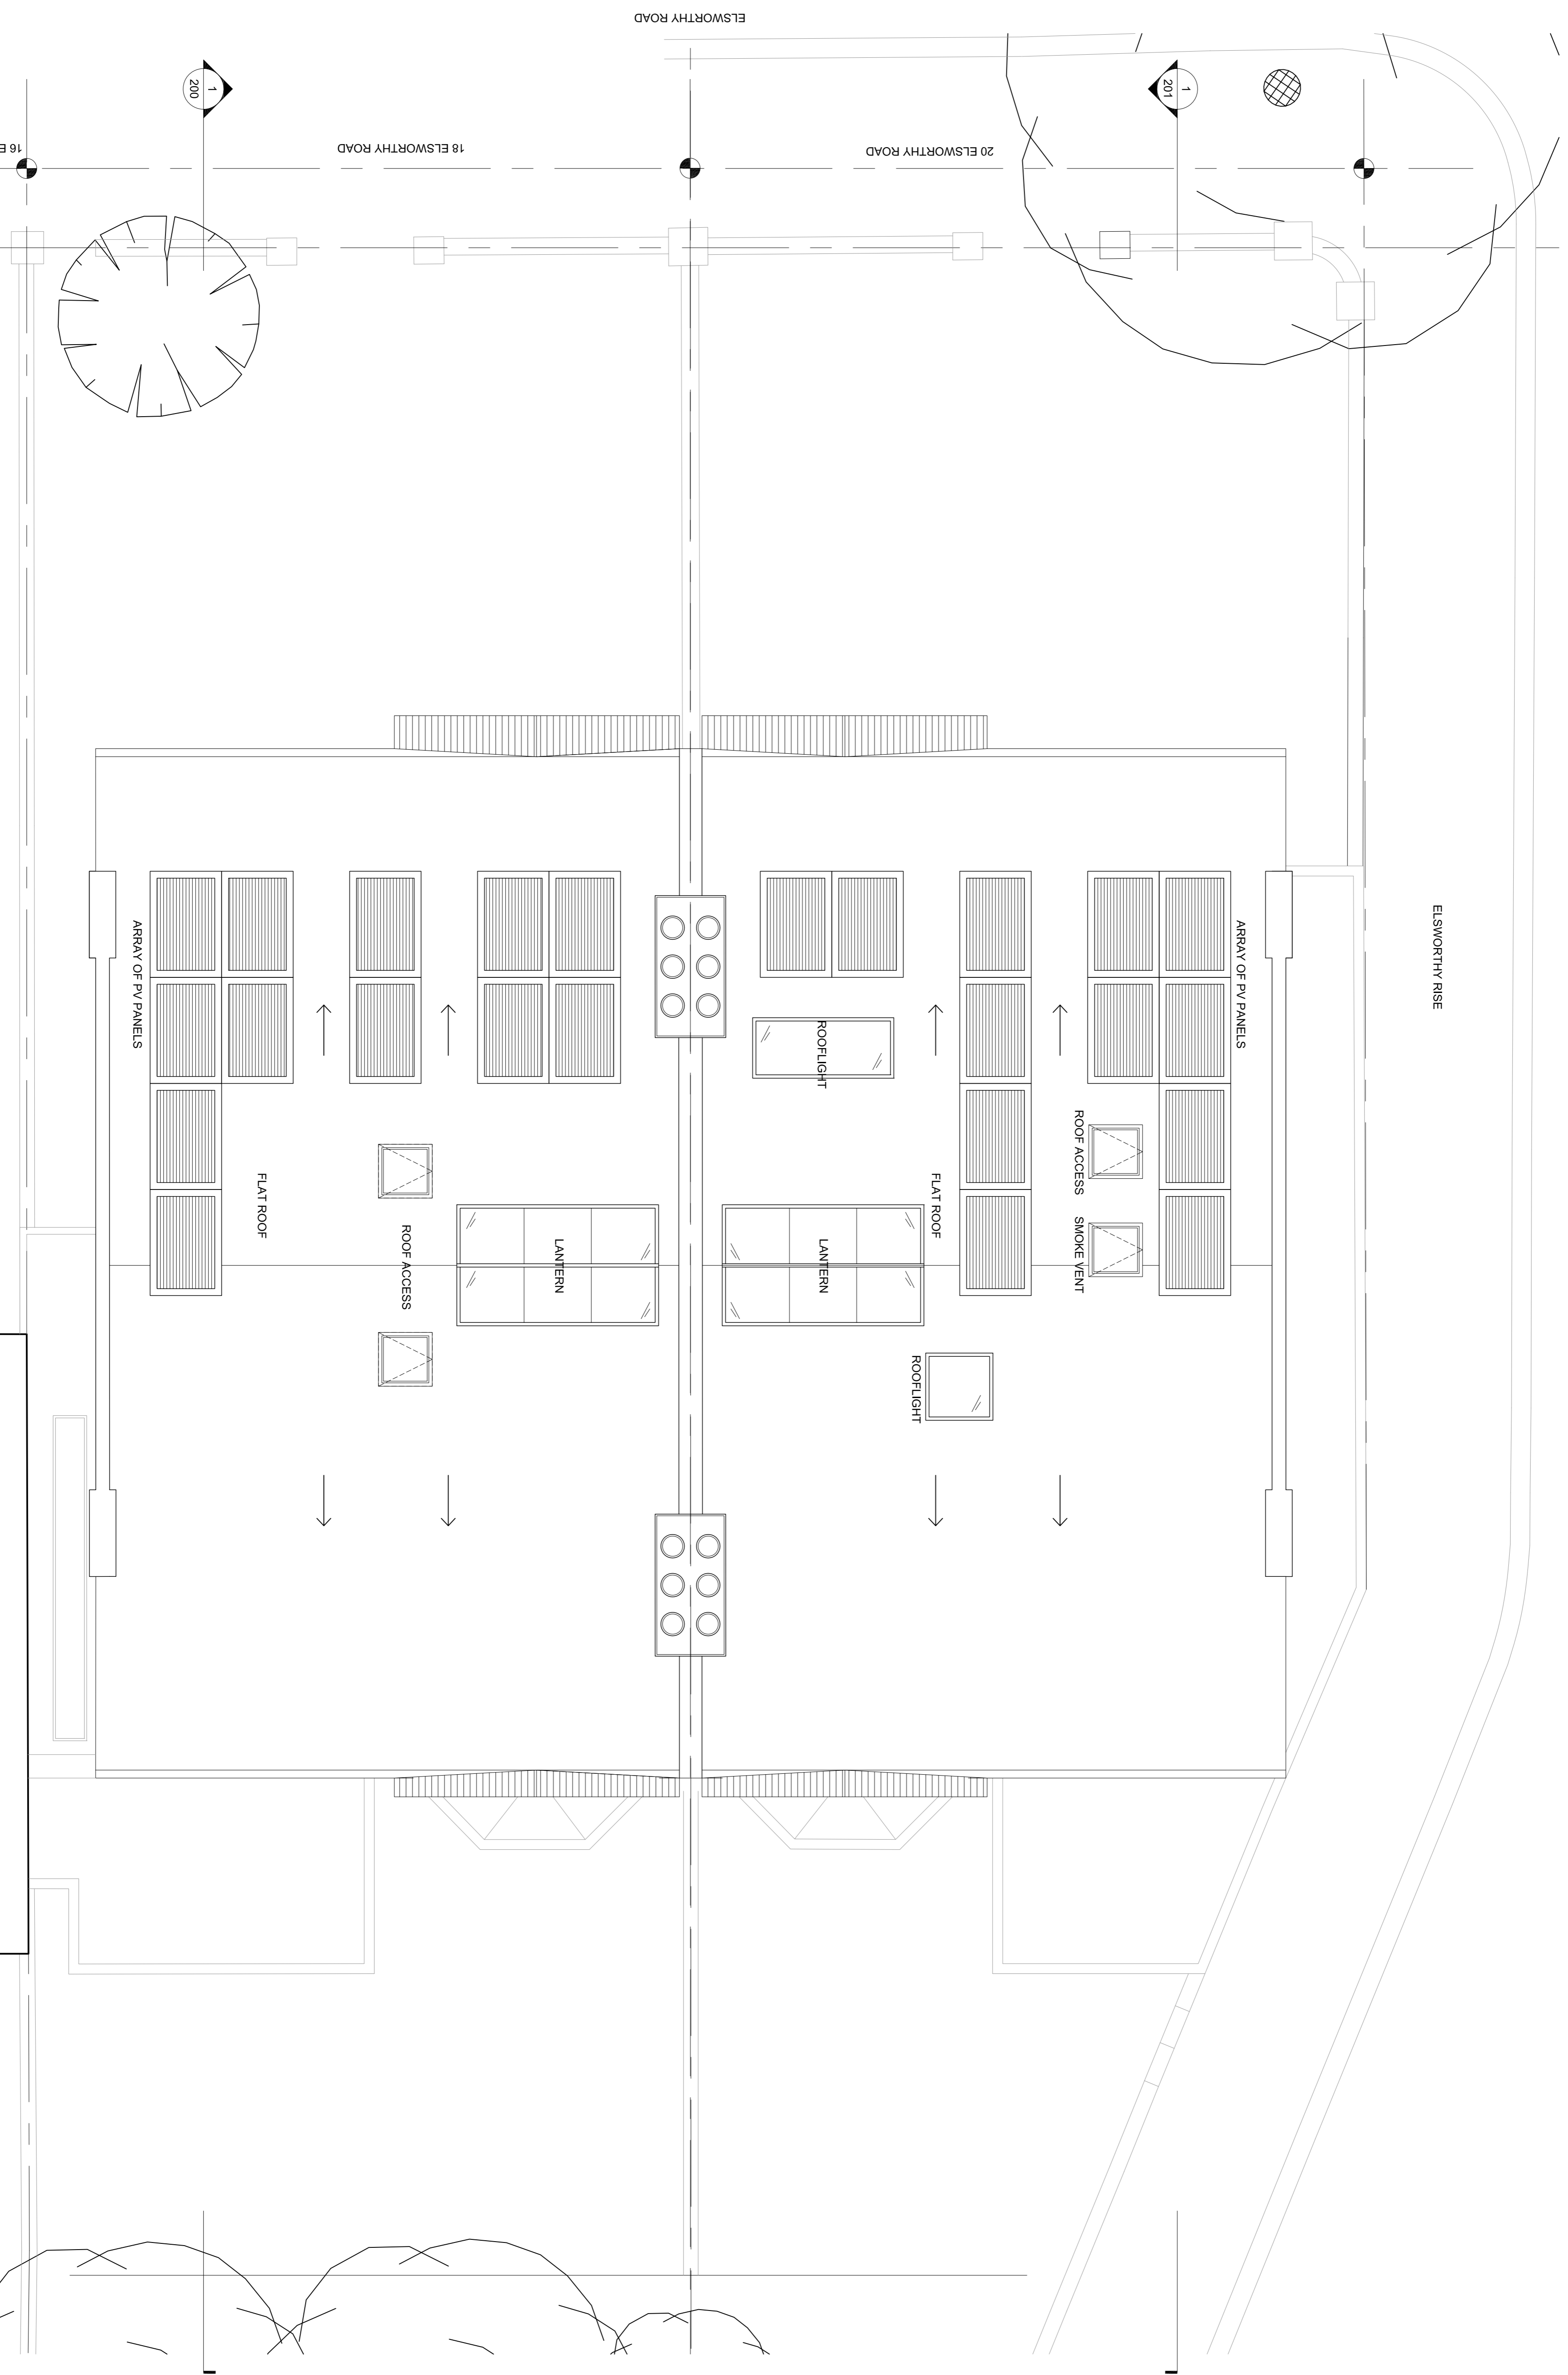 ELSWORTHY ROAD
1
200
1
201
16 E
18 ELSWORTHY ROAD
20 ELSWORTHY ROAD
ELSWORTHY RISE
ARRAY OF PV PANELS
ARRAY OF PV PANELS
ROOFLIGHT
ROOF ACCESS
FLAT ROOF
FLAT ROOF
SMOKE VENT
ROOF ACCESS
LANTERN
LANTERN
ROOFLIGHT